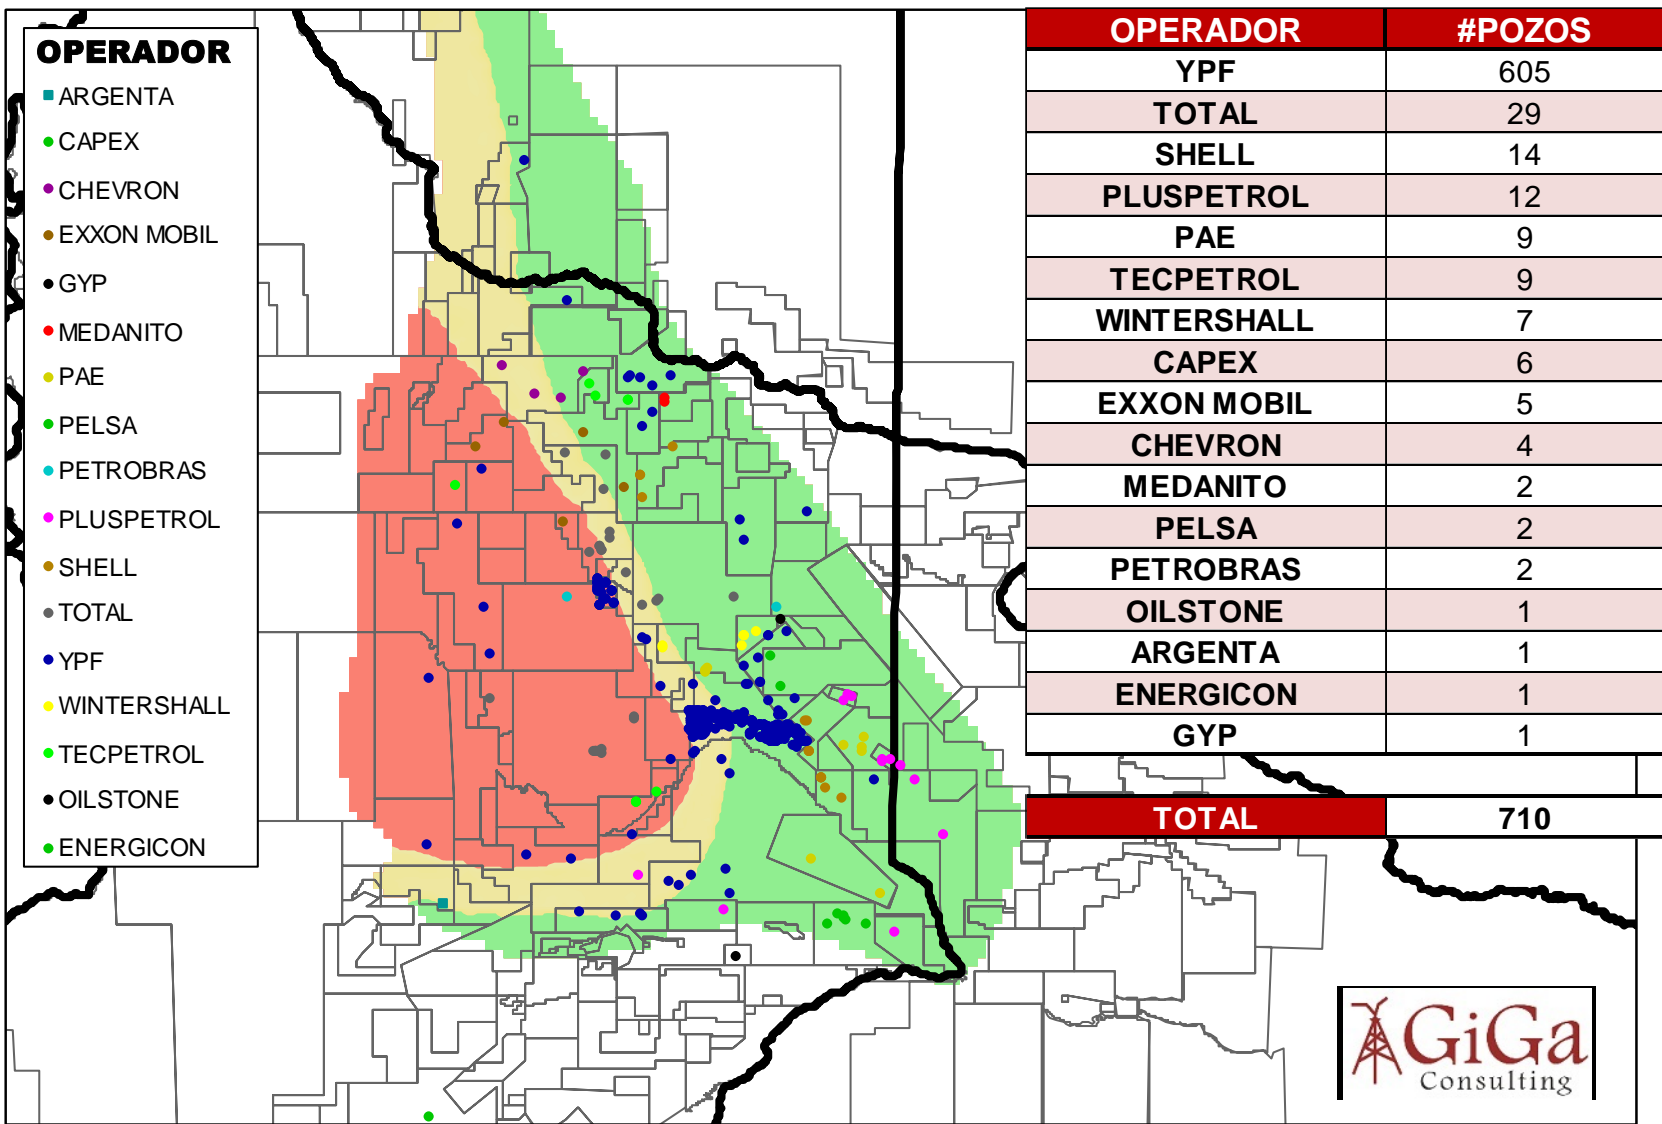 OPERADOR
ARGENTA
CAPEX
CHEVRON
EXXON MOBIL
GYP
MEDANITO
PAE
PELSA
PETROBRAS
PLUSPETROL
SHELL
TOTAL
YPF
WINTERSHALL
TECPETROL
OILSTONE
ENERGICON
OPERADOR #POZOS
YPF 605
TOTAL 29
SHELL 14
PLUSPETROL 12
PAE 9
TECPETROL 9
WINTERSHALL 7
CAPEX 6
EXXON MOBIL 5
CHEVRON 4
MEDANITO 2
PELSA 2
PETROBRAS 2
OILSTONE 1
ARGENTA 1
ENERGICON 1
GYP 1
TOTAL 710
GiGa
Consulting